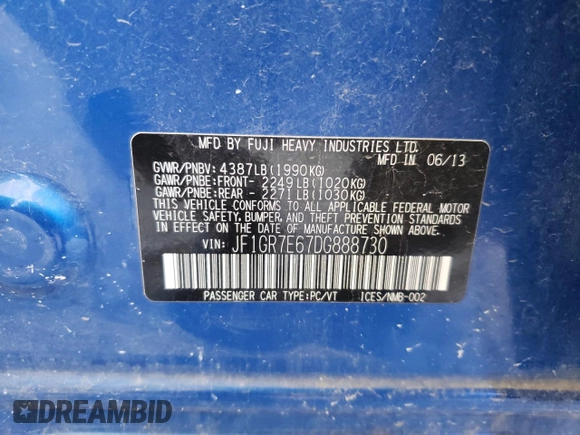 MFD BY FUJI HEAVY INDUSTRIES LTD.
MFD IN 06/13
GVWR/PNBV: 4387LB(1990KG)
GAWR/PNBE:FRONT- 2249LB(1020KG)
GAWR/PNBE:REAR - 2271LB(1030KG)
THIS VEHICLE CONFORMS TO ALL APPLICABLE FEDERAL MOTOR
VEHICLE SAFETY, BUMPER, AND THEFT PREVENTION STANDARDS
IN EFFECT ON THE DATE OF MANUFACTURE SHOWN ABOVE.
VIN: JF1GR7E67DG888730
PASSENGER CAR TYPE:PC/VT ICES/NMB-002
DREAMBID